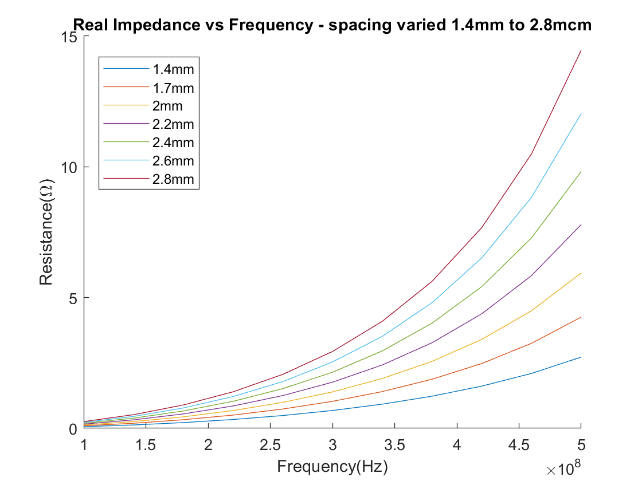 Real Impedance vs Frequency - spacing varied 1.4mm to 2.8mcm
15
1.4mm
1.7mm
2mm
2.2mm
2.4mm
2.6mm
2.8mm
10
Resistance(Ω)
5
0
1 1.5 2 2.5 3 3.5 4 4.5 5
Frequency(Hz)
×10⁸